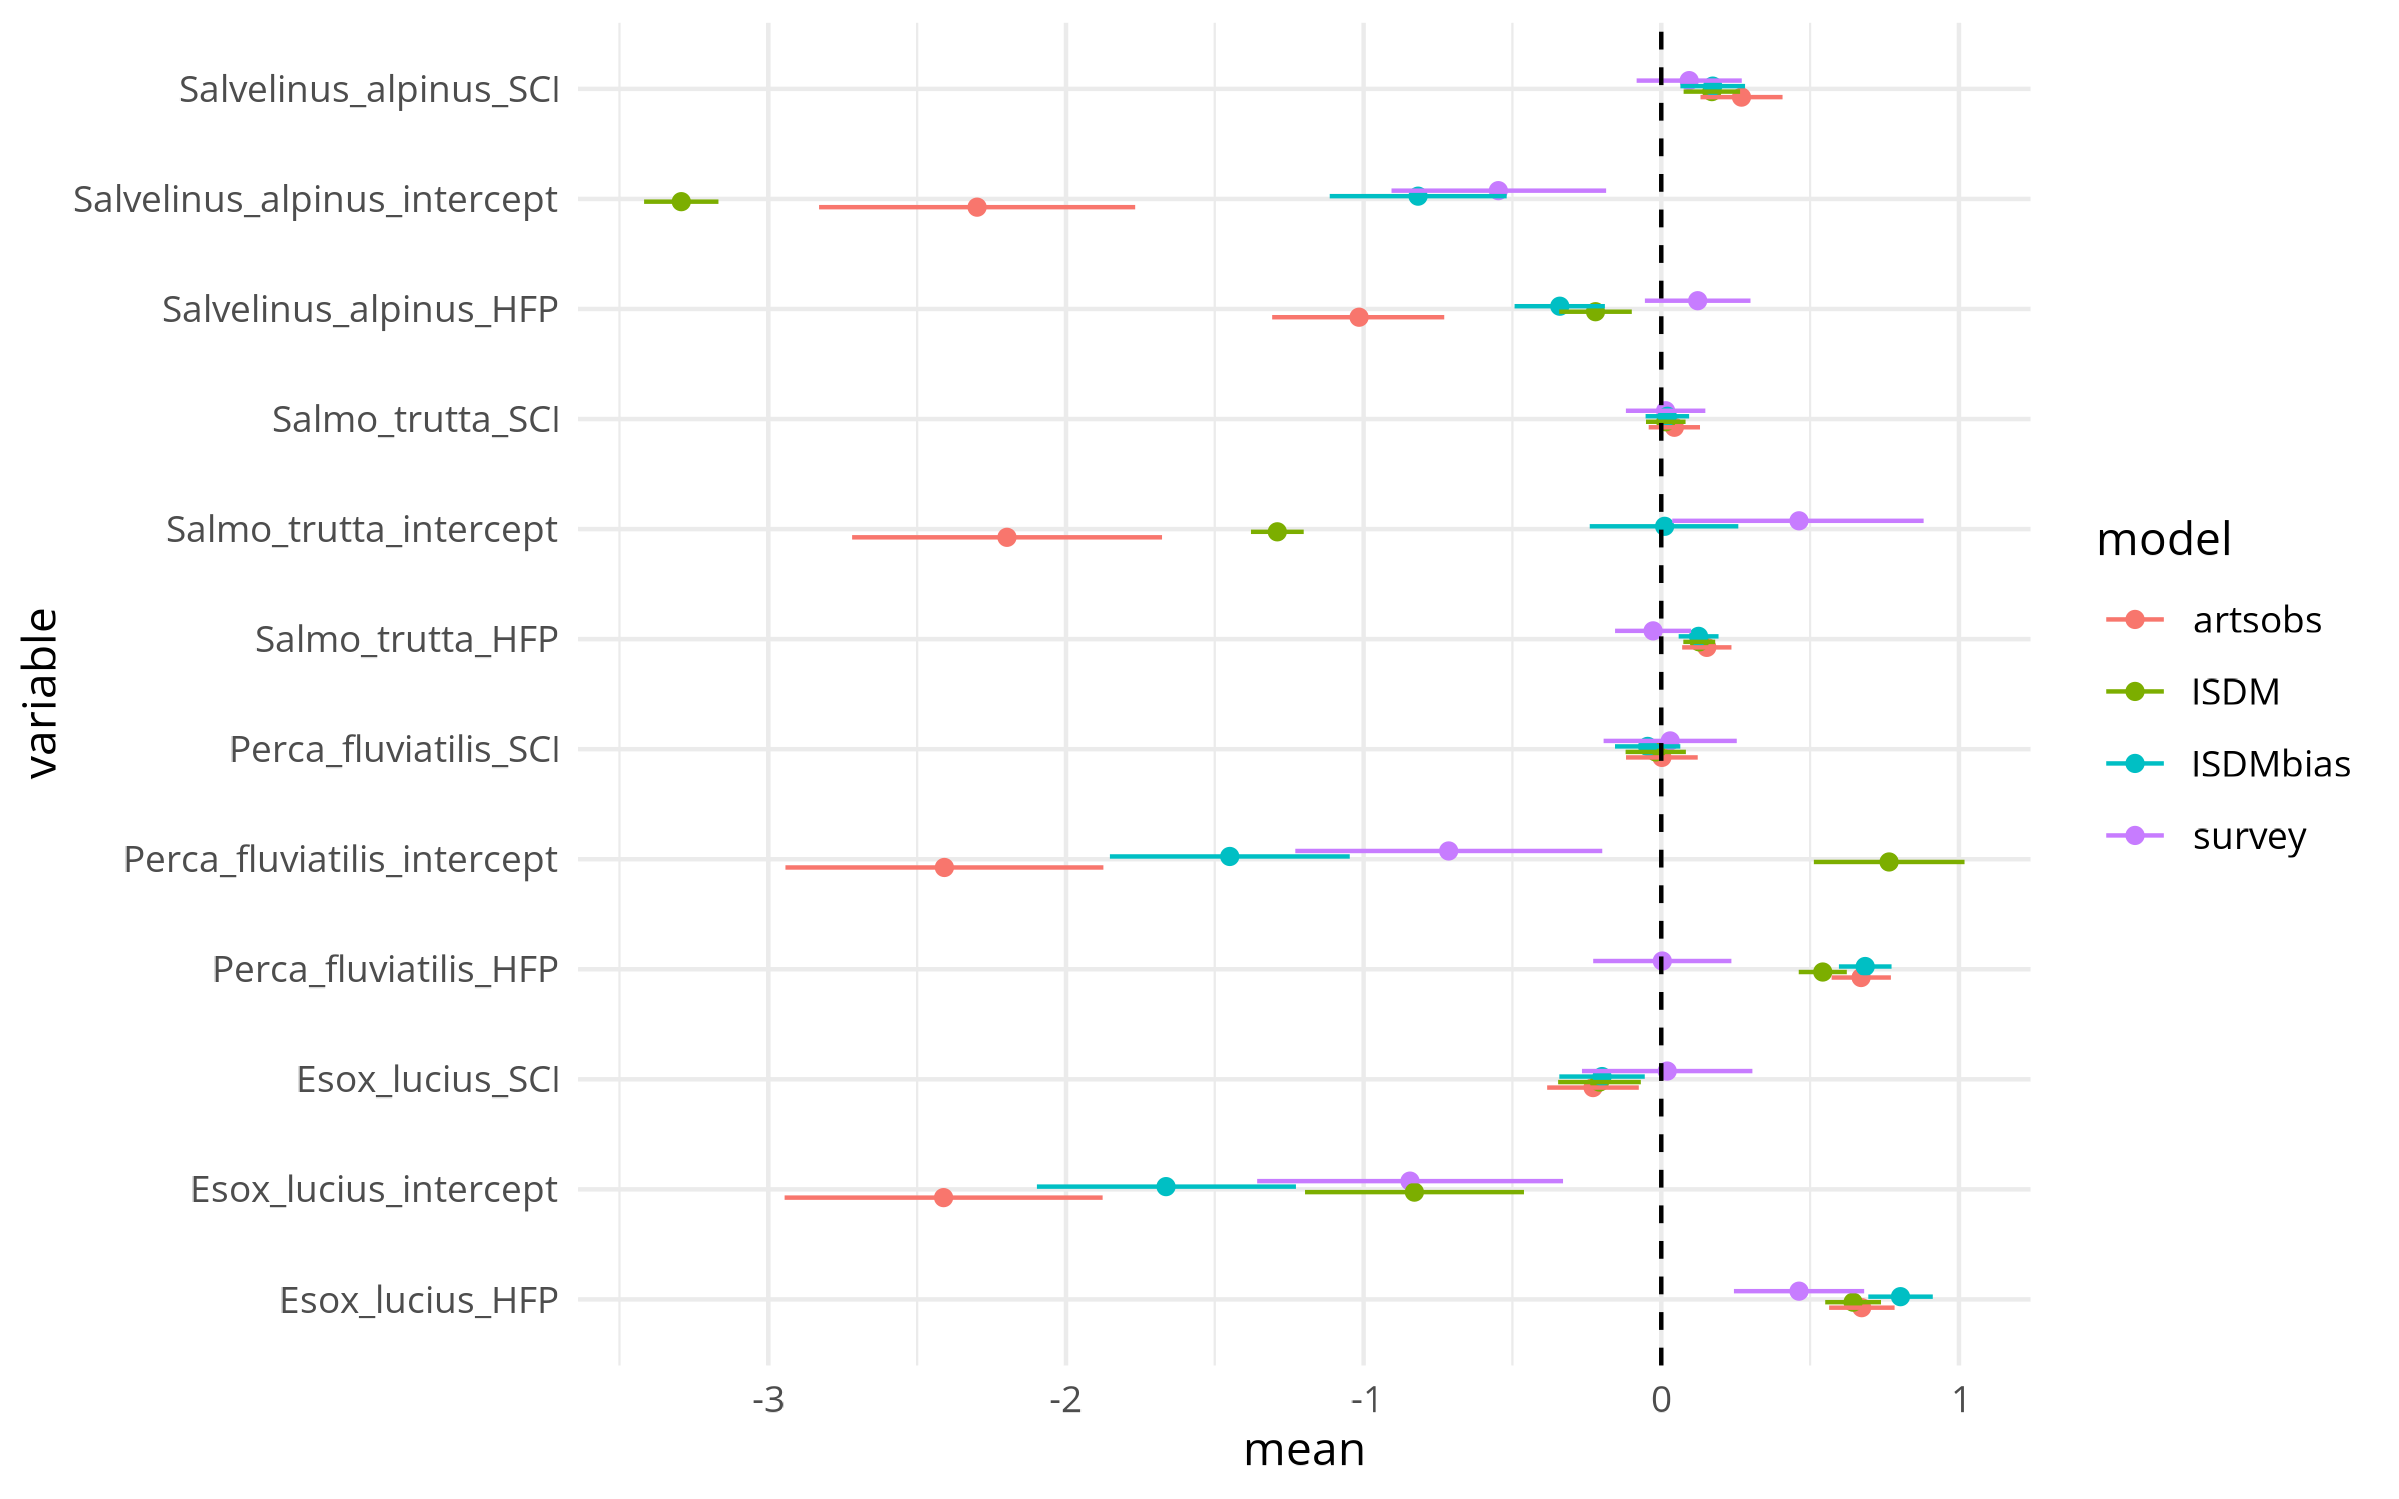 Salvelinus_alpinus_SCI
Salvelinus_alpinus_intercept
Salvelinus_alpinus_HFP
Salmo_trutta_SCI
Salmo_trutta_intercept
Salmo_trutta_HFP
Perca_fluviatilis_SCI
Perca_fluviatilis_intercept
Perca_fluviatilis_HFP
Esox_lucius_SCI
Esox_lucius_intercept
Esox_lucius_HFP
variable
-3 -2 -1 0 1
mean
model
artsobs
ISDM
ISDMbias
survey